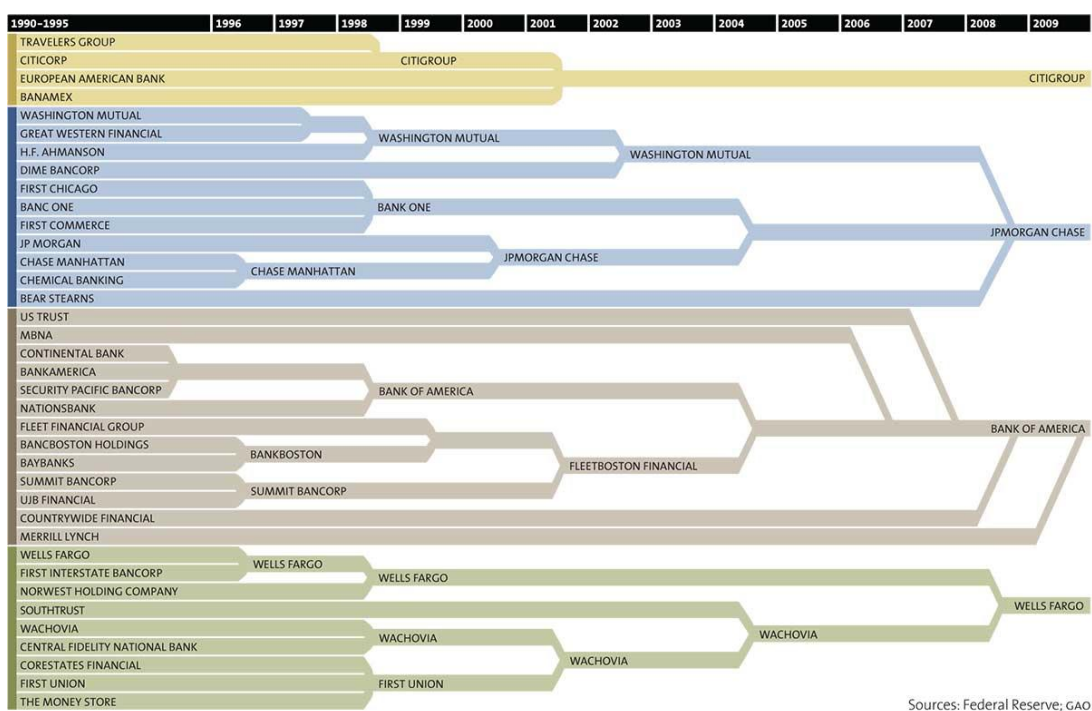 1990–1995 1996 1997 1998 1999 2000 2001 2002 2003 2004 2005 2006 2007 2008 2009
TRAVELERS GROUP
CITICORP CITIGROUP
EUROPEAN AMERICAN BANK CITIGROUP
BANAMEX
WASHINGTON MUTUAL
GREAT WESTERN FINANCIAL WASHINGTON MUTUAL
H.F. AHMANSON WASHINGTON MUTUAL
DIME BANCORP
FIRST CHICAGO
BANC ONE BANK ONE
FIRST COMMERCE
JPMORGAN CHASE
JP MORGAN
JPMORGAN CHASE
CHASE MANHATTAN
CHASE MANHATTAN
CHEMICAL BANKING
BEAR STEARNS
US TRUST
MBNA
CONTINENTAL BANK
BANKAMERICA
SECURITY PACIFIC BANCORP BANK OF AMERICA
NATIONSBANK
FLEET FINANCIAL GROUP BANK OF AMERICA
BANCBOSTON HOLDINGS
BANKBOSTON
BAYBANKS FLEETBOSTON FINANCIAL
SUMMIT BANCORP
SUMMIT BANCORP
UJB FINANCIAL
COUNTRYWIDE FINANCIAL
MERRILL LYNCH
WELLS FARGO
WELLS FARGO
FIRST INTERSTATE BANCORP WELLS FARGO
NORWEST HOLDING COMPANY
SOUTHTRUST WELLS FARGO
WACHOVIA
WACHOVIA WACHOVIA
CENTRAL FIDELITY NATIONAL BANK
CORESTATES FINANCIAL WACHOVIA
FIRST UNION FIRST UNION
THE MONEY STORE
Sources: Federal Reserve; GAO